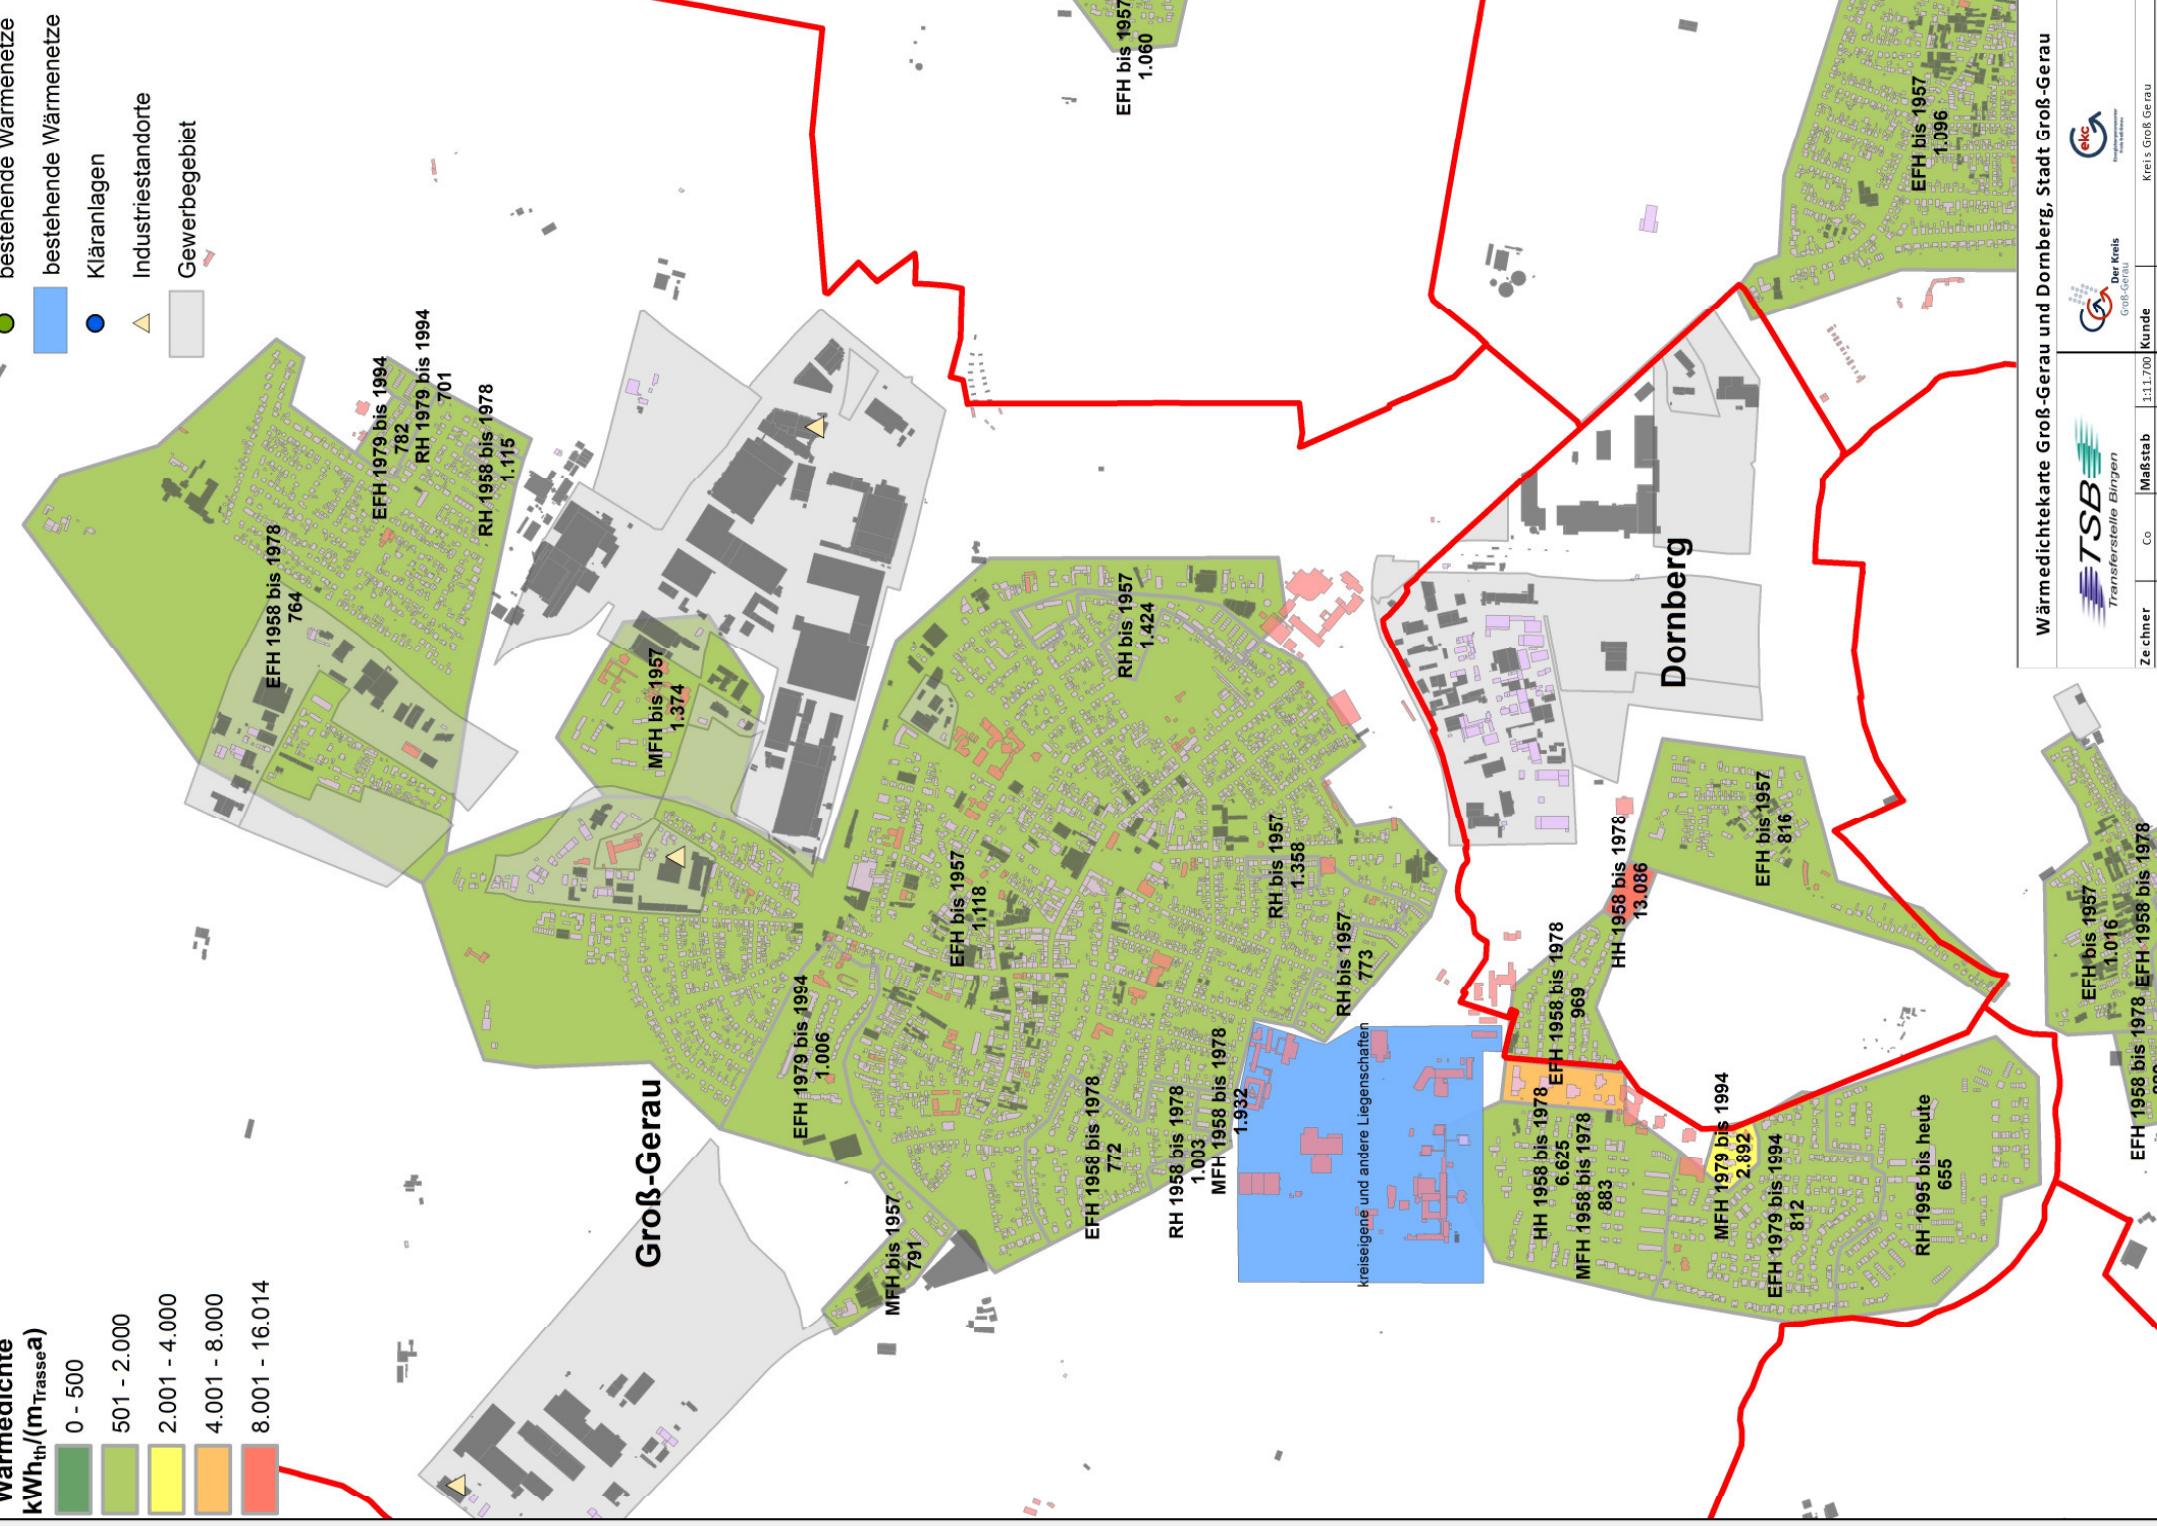 Wärmedichte
kWhth/(mTrassea)
0 - 500
501 - 2.000
2.001 - 4.000
4.001 - 8.000
8.001 - 16.014
bestehende Wärmenetze
bestehende Wärmenetze
Kläranlagen
Industriestandorte
Gewerbegebiet
EFH 1958 bis 1978
764
EFH 1979 bis 1994
782
RH 1979 bis 1994
701
RH 1958 bis 1978
1.115
MFH bis 1957
1.374
Groß-Gerau
EFH 1979 bis 1994
1.006
MFH bis 1957
791
EFH bis 1957
1.118
RH bis 1957
1.424
EFH bis 1957
1.060
EFH 1958 bis 1978
772
RH 1958 bis 1978
1.003
MFH 1958 bis 1978
1.932
RH bis 1957
1.358
RH bis 1957
773
kreiseigene und andere Liegenschaften
HH 1958 bis 1978
6.625
EFH 1958 bis 1978
969
MFH 1958 bis 1978
883
HH 1958 bis 1978
13.086
Dornberg
MFH 1979 bis 1994
2.892
EFH 1979 bis 1994
812
EFH bis 1957
816
RH 1995 bis heute
655
EFH bis 1957
1.096
EFH bis 1957
1.016
EFH 1958 bis 1978
EFH 1958 bis 1978
Wärmedichtekarte Groß-Gerau und Dornberg, Stadt Groß-Gerau
TSB
Transferstelle Bingen
Der Kreis
Groß-Gerau
ekc
Zeichner
Co
Maßstab
1:11.700
Kunde
Kreis Groß Gerau